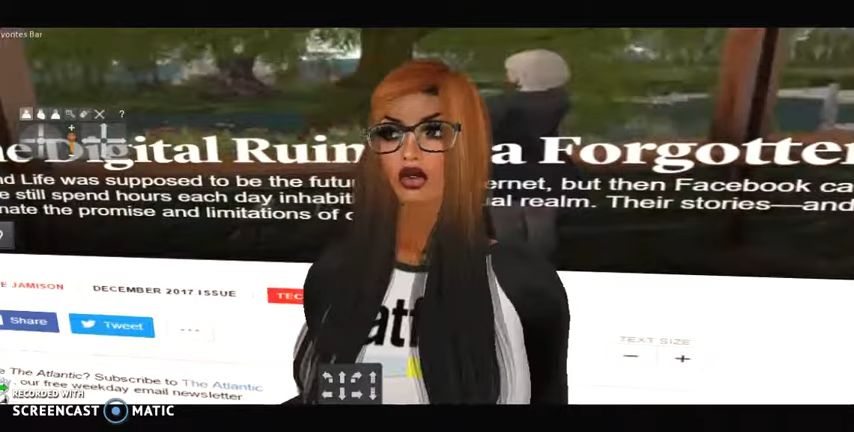 vorites Bar
?
he Digital Ruin a Forgotten
nd Life was supposed to be the futu ernet, but then Facebook ca
e still spend hours each day inhabit ual realm. Their stories—and
nate the promise and limitations of
E JAMISON DECEMBER 2017 ISSUE TEC
Share Tweet ...
att
TEXT SIZE
− +
e The Atlantic? Subscribe to The Atlantic
y, our free weekday email newsletter
RECORDED WITH
SCREENCAST MATIC